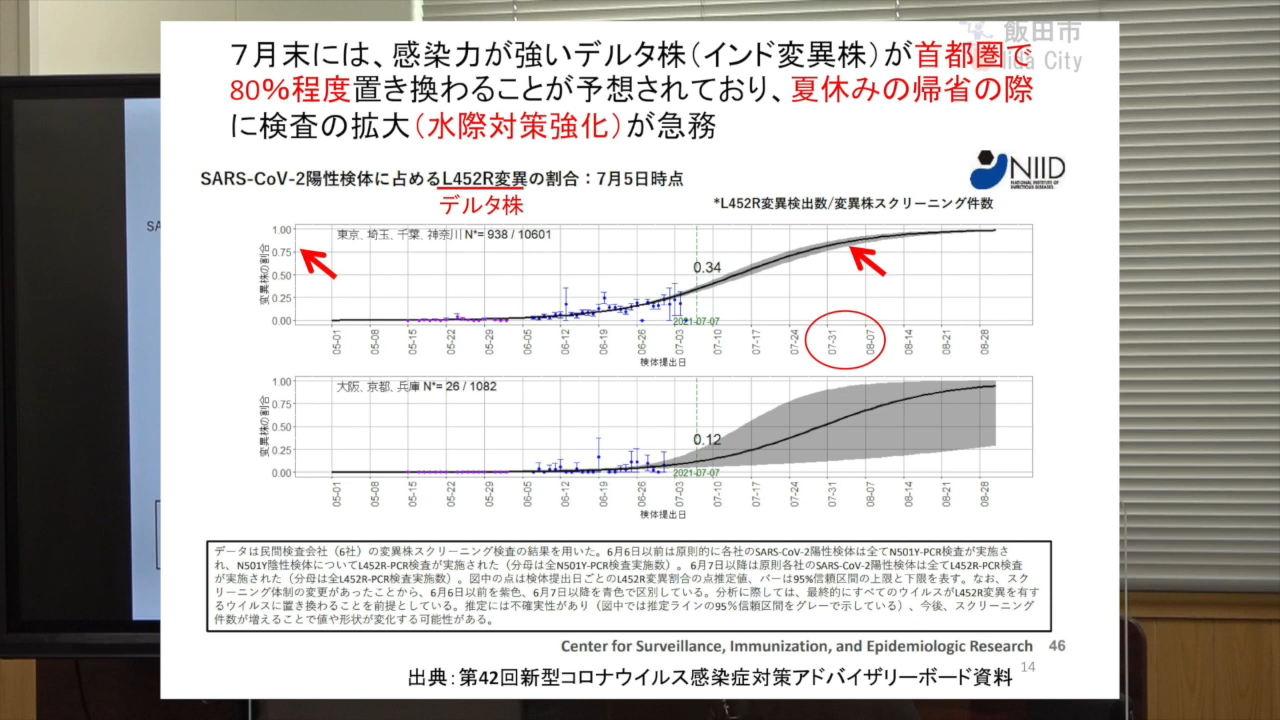 飯田市
Iida City
7月末には、感染力が強いデルタ株（インド変異株）が首都圏で
80%程度置き換わることが予想されており、夏休みの帰省の際
に検査の拡大（水際対策強化）が急務
NIID
NATIONAL INSTITUTE OF
INFECTIOUS DISEASES
SARS-CoV-2陽性検体に占めるL452R変異の割合：7月5日時点
デルタ株
*L452R変異検出数/変異株スクリーニング件数
SA
東京、埼玉、千葉、神奈川 N*= 938 / 10601
変異株の割合
1.00
0.75
0.50
0.25
0.00
0.34
2021-07-07
05-01 05-08 05-15 05-22 05-29 06-05 06-12 06-19 06-26 07-03 07-10 07-17 07-24 07-31 08-07 08-14 08-21 08-28
検体提出日
大阪、京都、兵庫 N*= 26 / 1082
変異株の割合
1.00
0.75
0.50
0.25
0.00
0.12
2021-07-07
05-01 05-08 05-15 05-22 05-29 06-05 06-12 06-19 06-26 07-03 07-10 07-17 07-24 07-31 08-07 08-14 08-21 08-28
検体提出日
データは民間検査会社（6社）の変異株スクリーニング検査の結果を用いた。6月6日以前は原則的に各社のSARS-CoV-2陽性検体は全てN501Y-PCR検査が実施さ
れ、N501Y陰性検体についてL452R-PCR検査が実施された（分母は全N501Y-PCR検査実施数）。6月7日以降は原則各社のSARS-CoV-2陽性検体は全てL452R-PCR検査
が実施された（分母は全L452R-PCR検査実施数）。図中の点は検体提出日ごとのL452R変異割合の点推定値、バーは95%信頼区間の上限と下限を表す。なお、スク
リーニング体制の変更があったことから、6月6日以前を紫色、6月7日以降を青色で区別している。分析に際しては、最終的にすべてのウイルスがL452R変異を有す
るウイルスに置き換わることを前提としている。推定には不確実性があり（図中では推定ラインの95%信頼区間をグレーで示している）、今後、スクリーニング
件数が増えることで値や形状が変化する可能性がある。
Center for Surveillance, Immunization, and Epidemiologic Research 46
出典：第42回新型コロナウイルス感染症対策アドバイザリーボード資料 14